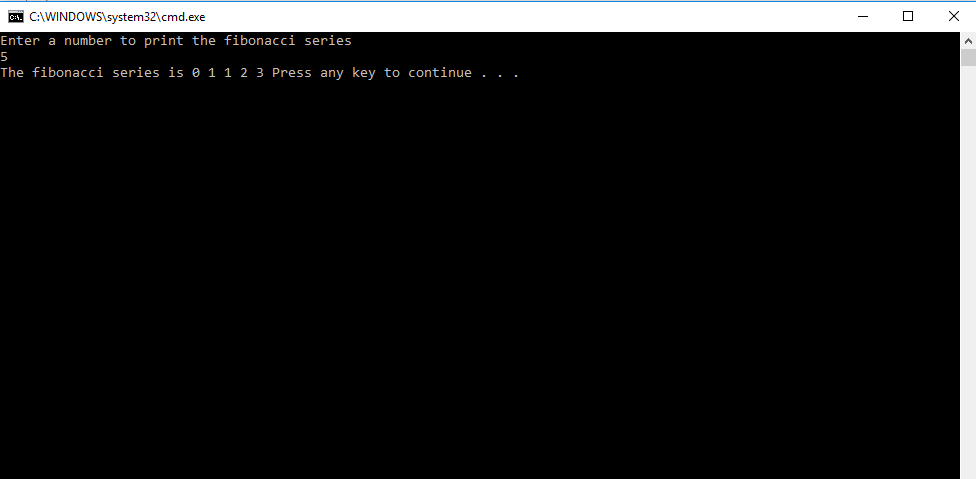 C:\WINDOWS\system32\cmd.exe
Enter a number to print the fibonacci series
5
The fibonacci series is 0 1 1 2 3 Press any key to continue . . .